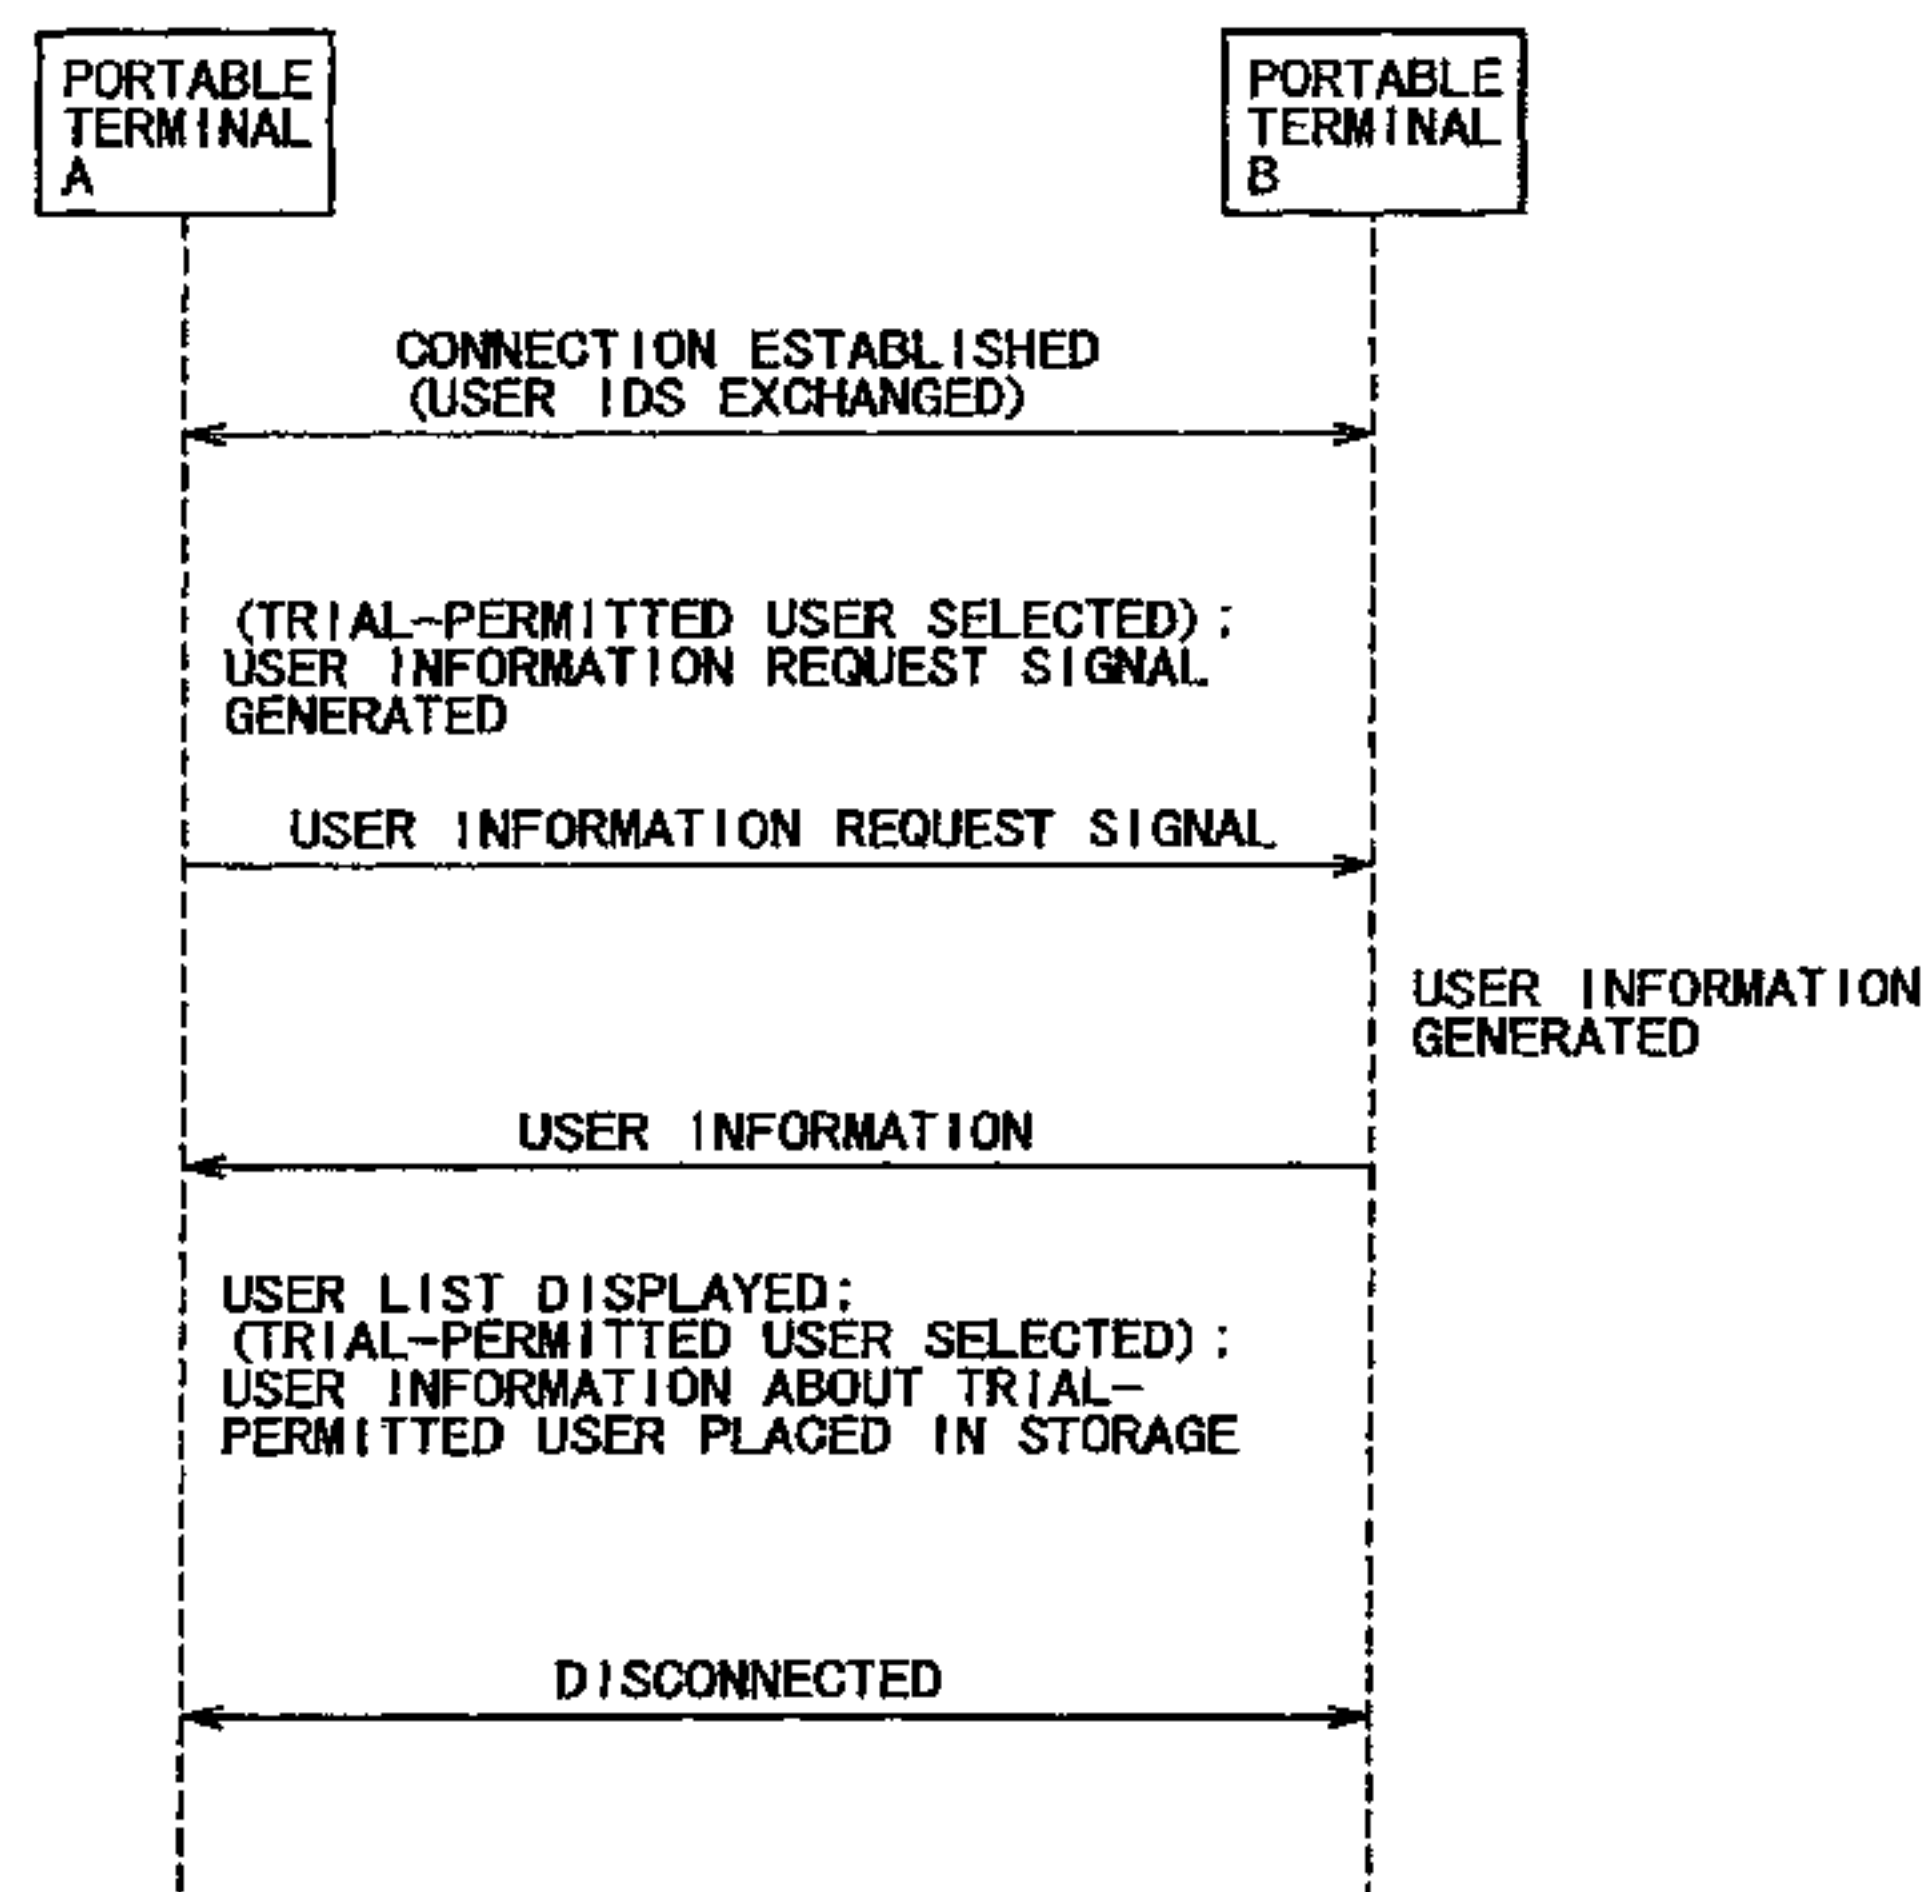 PORTABLE
TERMINAL
A
PORTABLE
TERMINAL
B
CONNECTION ESTABLISHED
(USER IDS EXCHANGED)
(TRIAL-PERMITTED USER SELECTED);
USER INFORMATION REQUEST SIGNAL
GENERATED
USER INFORMATION REQUEST SIGNAL
USER INFORMATION
GENERATED
USER INFORMATION
USER LIST DISPLAYED;
(TRIAL-PERMITTED USER SELECTED);
USER INFORMATION ABOUT TRIAL-
PERMITTED USER PLACED IN STORAGE
DISCONNECTED